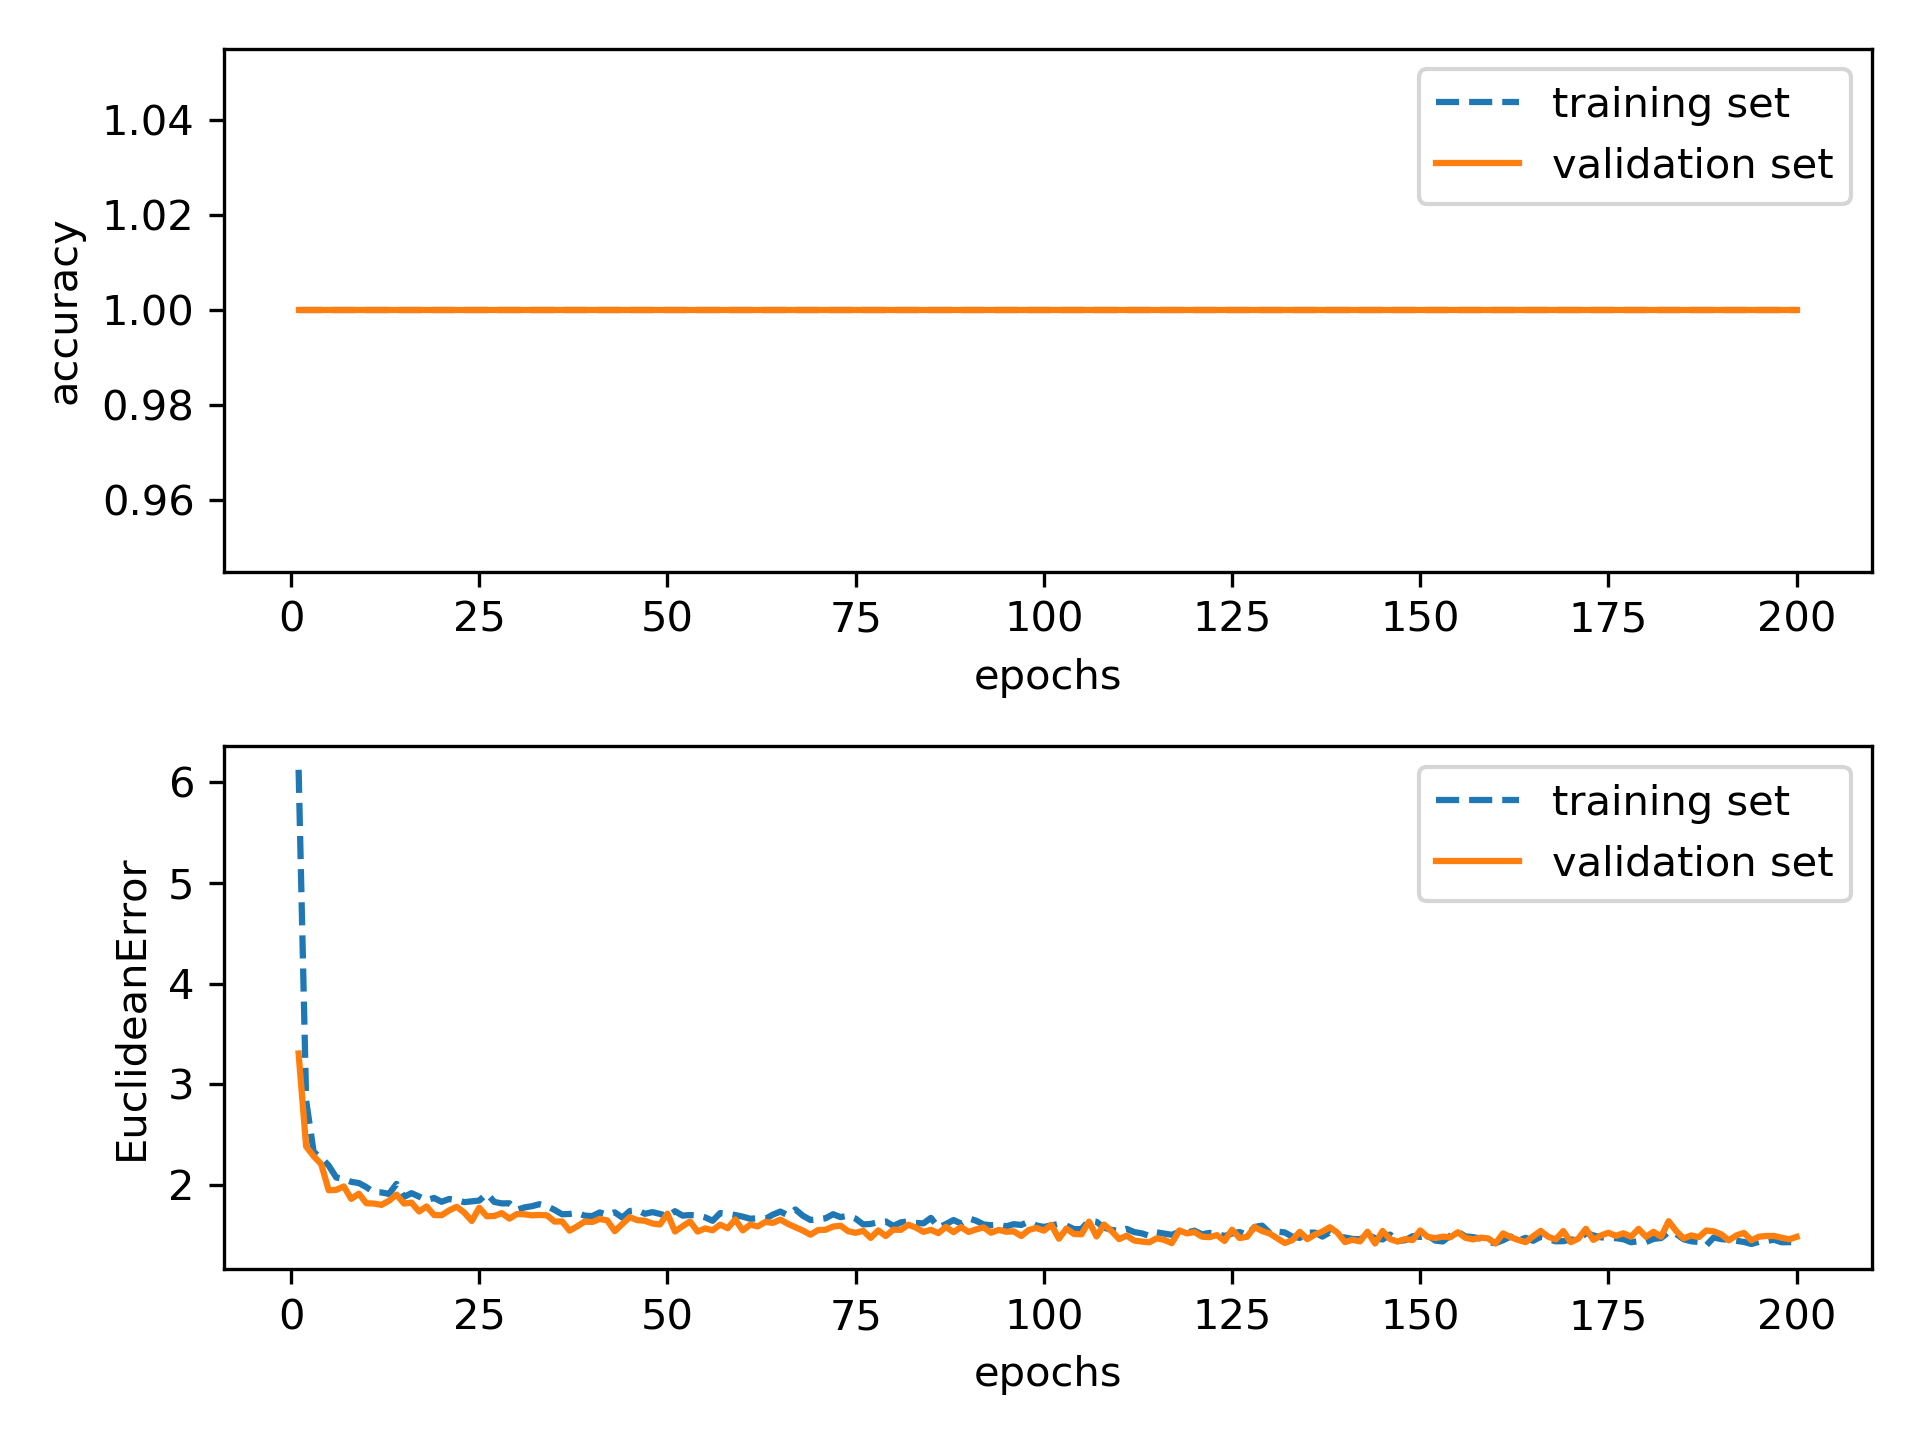 accuracy
1.04
1.02
1.00
0.98
0.96
training set
validation set
0 25 50 75 100 125 150 175 200
epochs
EuclideanError
6
5
4
3
2
training set
validation set
0 25 50 75 100 125 150 175 200
epochs